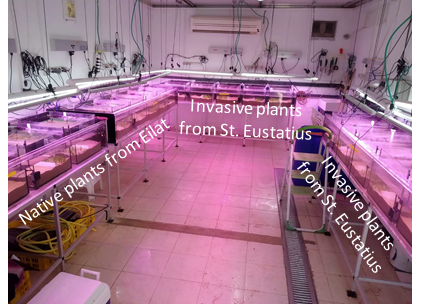 Native plants from Eilat
Invasive plants
from St. Eustatius
Invasive plants
from St. Eustatius